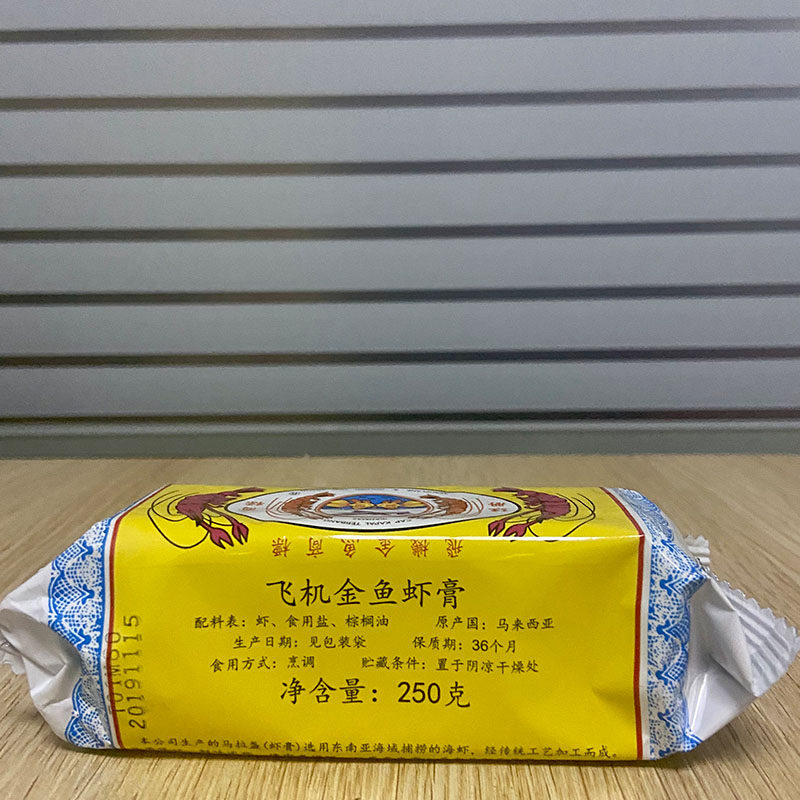 CAP KAPAL TERBANG
飛機金魚商標
飞机金鱼虾膏
配料表：虾、食用盐、棕榈油 原产国：马来西亚
生产日期：见包装袋 保质期：36个月
食用方式：烹调 贮藏条件：置于阴凉干燥处
净含量：250克
20191115
本公司生产的马拉盏(虾膏)选用东南亚海域捕捞的海虾，经传统工艺加工而成。